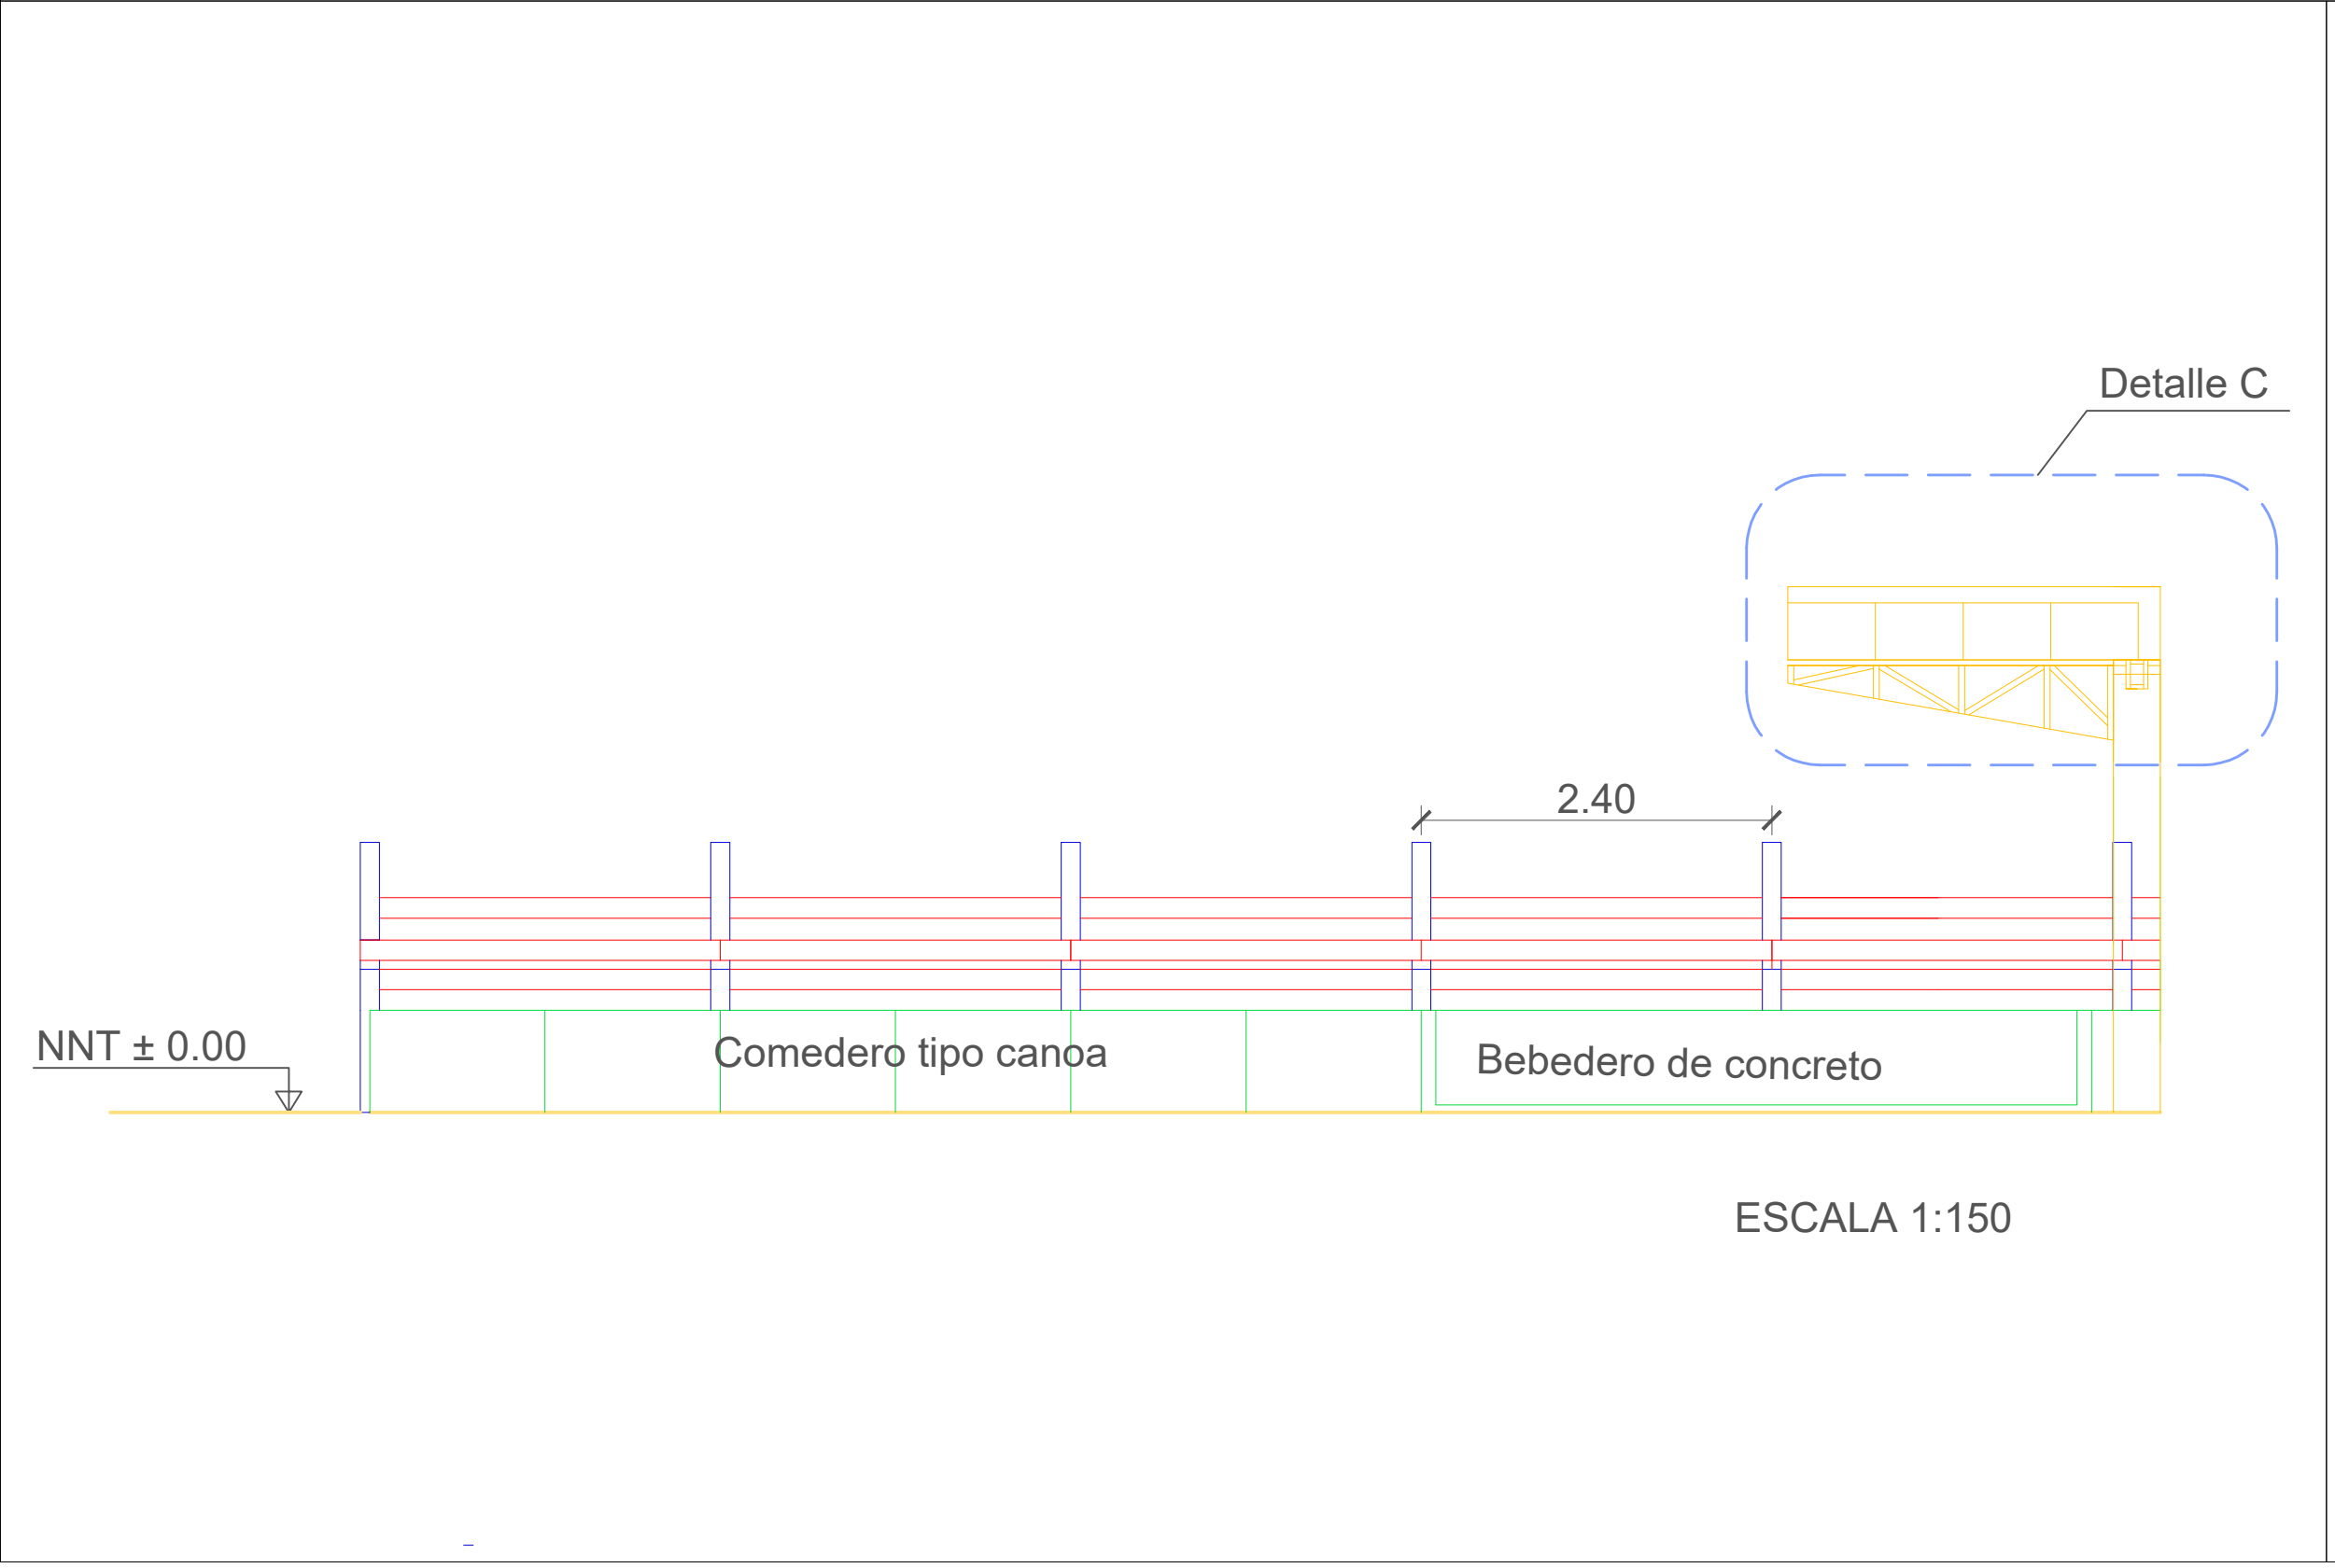 Detalle C
2.40
NNT ± 0.00
Comedero tipo canoa
Bebedero de concreto
ESCALA 1:150